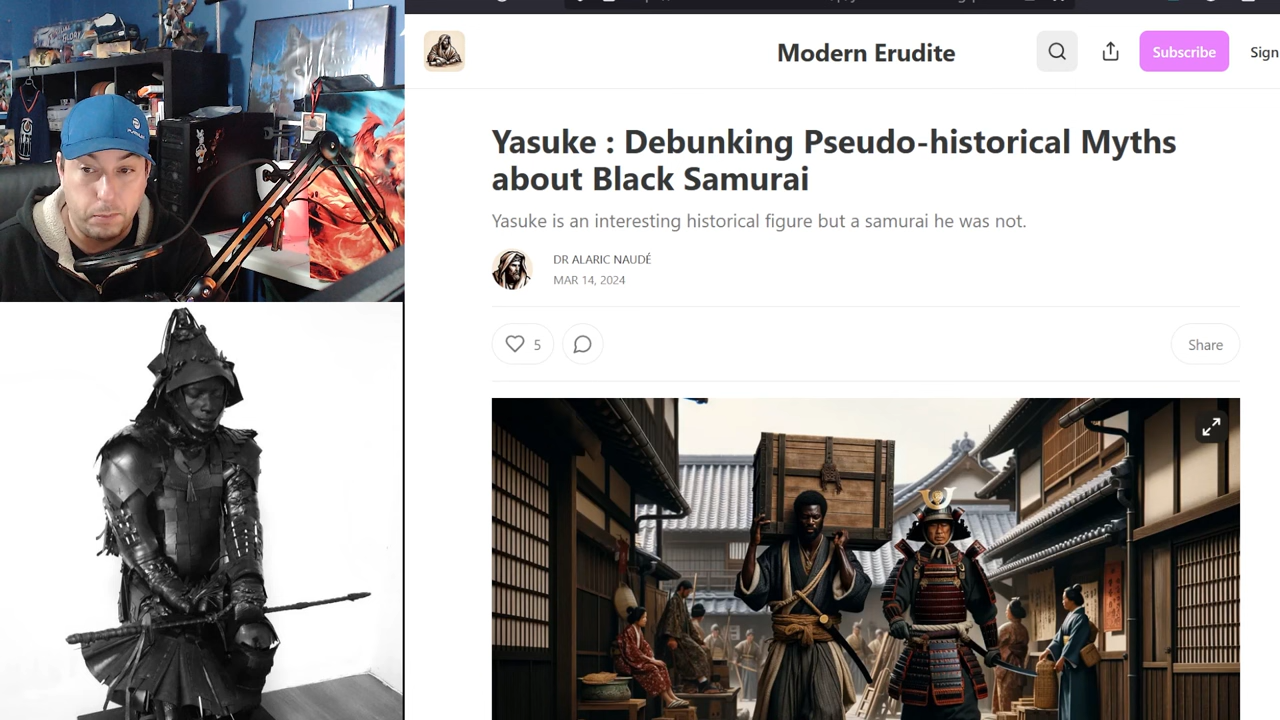 Modern Erudite
Subscribe
Sign
Yasuke : Debunking Pseudo-historical Myths
about Black Samurai
Yasuke is an interesting historical figure but a samurai he was not.
DR ALARIC NAUDÉ
MAR 14, 2024
5
Share
GLORY